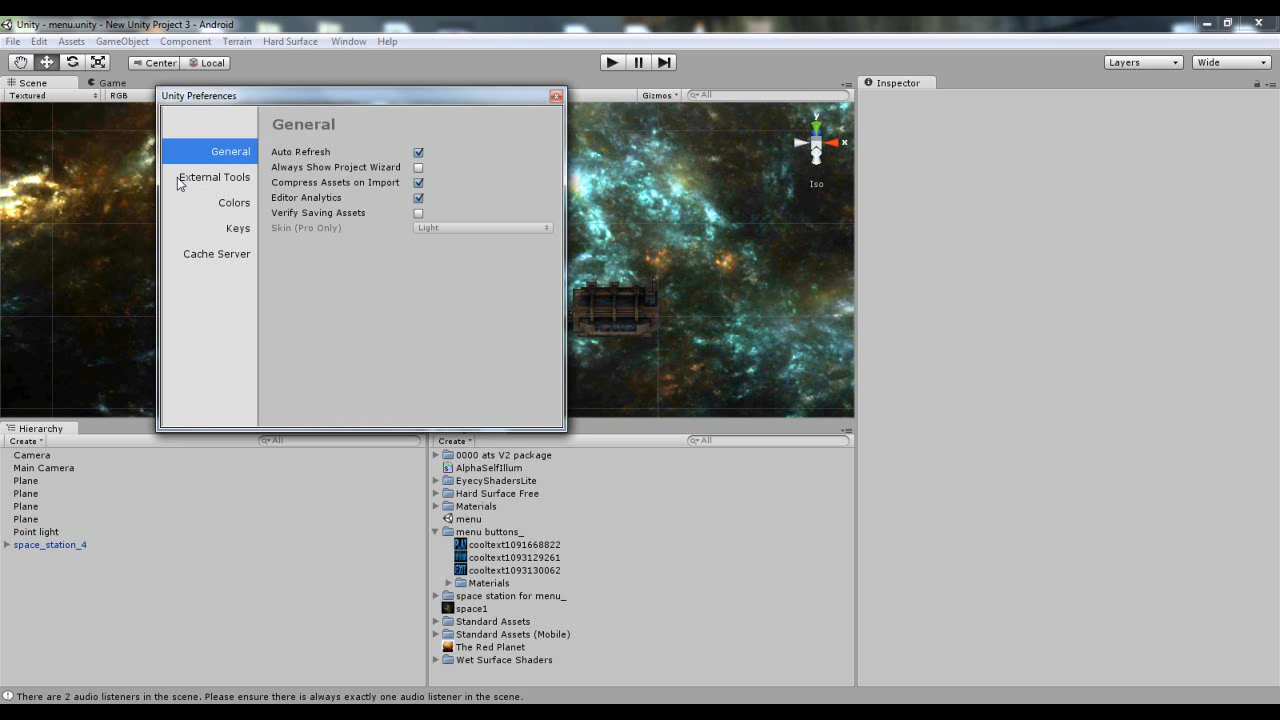 Unity - menu.unity - New Unity Project 3 - Android
File Edit Assets GameObject Component Terrain Hard Surface Window Help
Center Local Layers Wide
Scene Game Inspector
Textured RGB Gizmos All
Unity Preferences
General
External Tools
Colors
Keys
Cache Server
General
Auto Refresh
Always Show Project Wizard
Compress Assets on Import
Editor Analytics
Verify Saving Assets
Skin (Pro Only) Light
y
x
Iso
Hierarchy
Create All
Camera
Main Camera
Plane
Plane
Plane
Plane
Point light
space_station_4
Create All
0000 ats V2 package
AlphaSelfIllum
EyecyShadersLite
Hard Surface Free
Materials
menu
menu buttons_
cooltext1091668822
cooltext1093129261
cooltext1093130062
Materials
space station for menu_
space1
Standard Assets
Standard Assets (Mobile)
The Red Planet
Wet Surface Shaders
There are 2 audio listeners in the scene. Please ensure there is always exactly one audio listener in the scene.